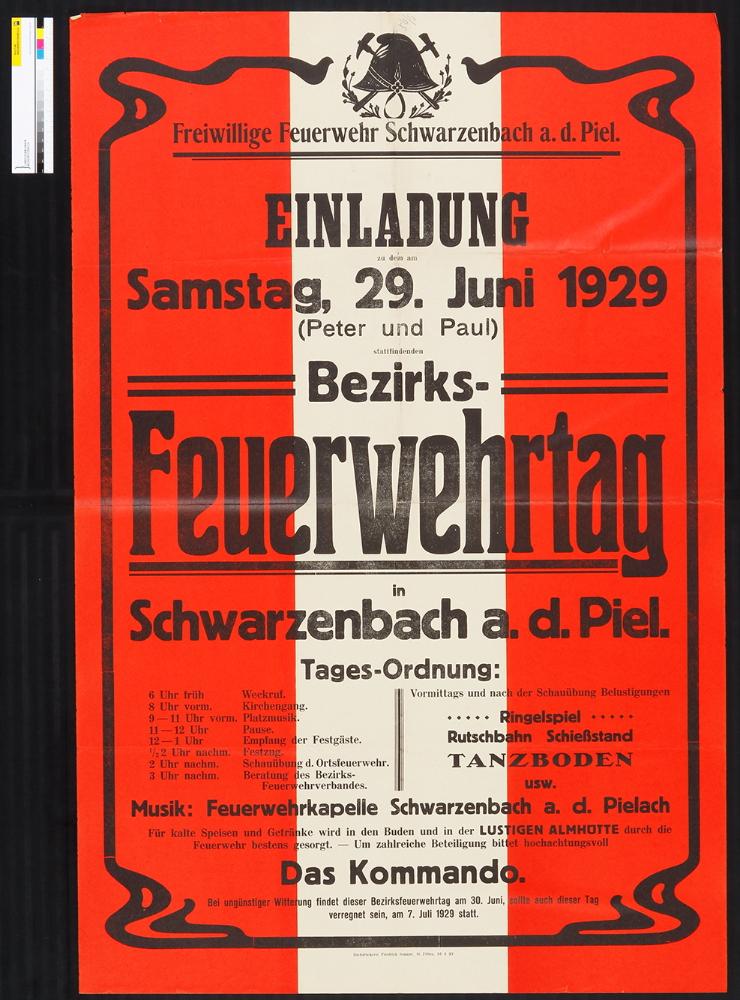 Freiwillige Feuerwehr Schwarzenbach a. d. Piel.
EINLADUNG
zu dem am
Samstag, 29. Juni 1929
(Peter und Paul)
stattfindenden
Bezirks-
Feuerwehrtag
in
Schwarzenbach a. d. Piel.
Tages-Ordnung:
6 Uhr früh Weckruf.
8 Uhr vorm. Kirchengang.
9—11 Uhr vorm. Platzmusik.
11—12 Uhr Pause.
12—1 Uhr Empfang der Festgäste.
1/2 2 Uhr nachm. Festzug.
2 Uhr nachm. Schauübung d. Ortsfeuerwehr.
3 Uhr nachm. Beratung des Bezirks-
Feuerwehrverbandes.
Vormittags und nach der Schauübung Belustigungen
..... Ringelspiel .....
Rutschbahn Schießstand
TANZBODEN
usw.
Musik: Feuerwehrkapelle Schwarzenbach a. d. Pielach
Für kalte Speisen und Getränke wird in den Buden und in der LUSTIGEN ALMHÜTTE durch die
Feuerwehr bestens gesorgt. — Um zahlreiche Beteiligung bittet hochachtungsvoll
Das Kommando.
Bei ungünstiger Witterung findet dieser Bezirksfeuerwehrtag am 30. Juni, sollte auch dieser Tag
verregnet sein, am 7. Juli 1929 statt.